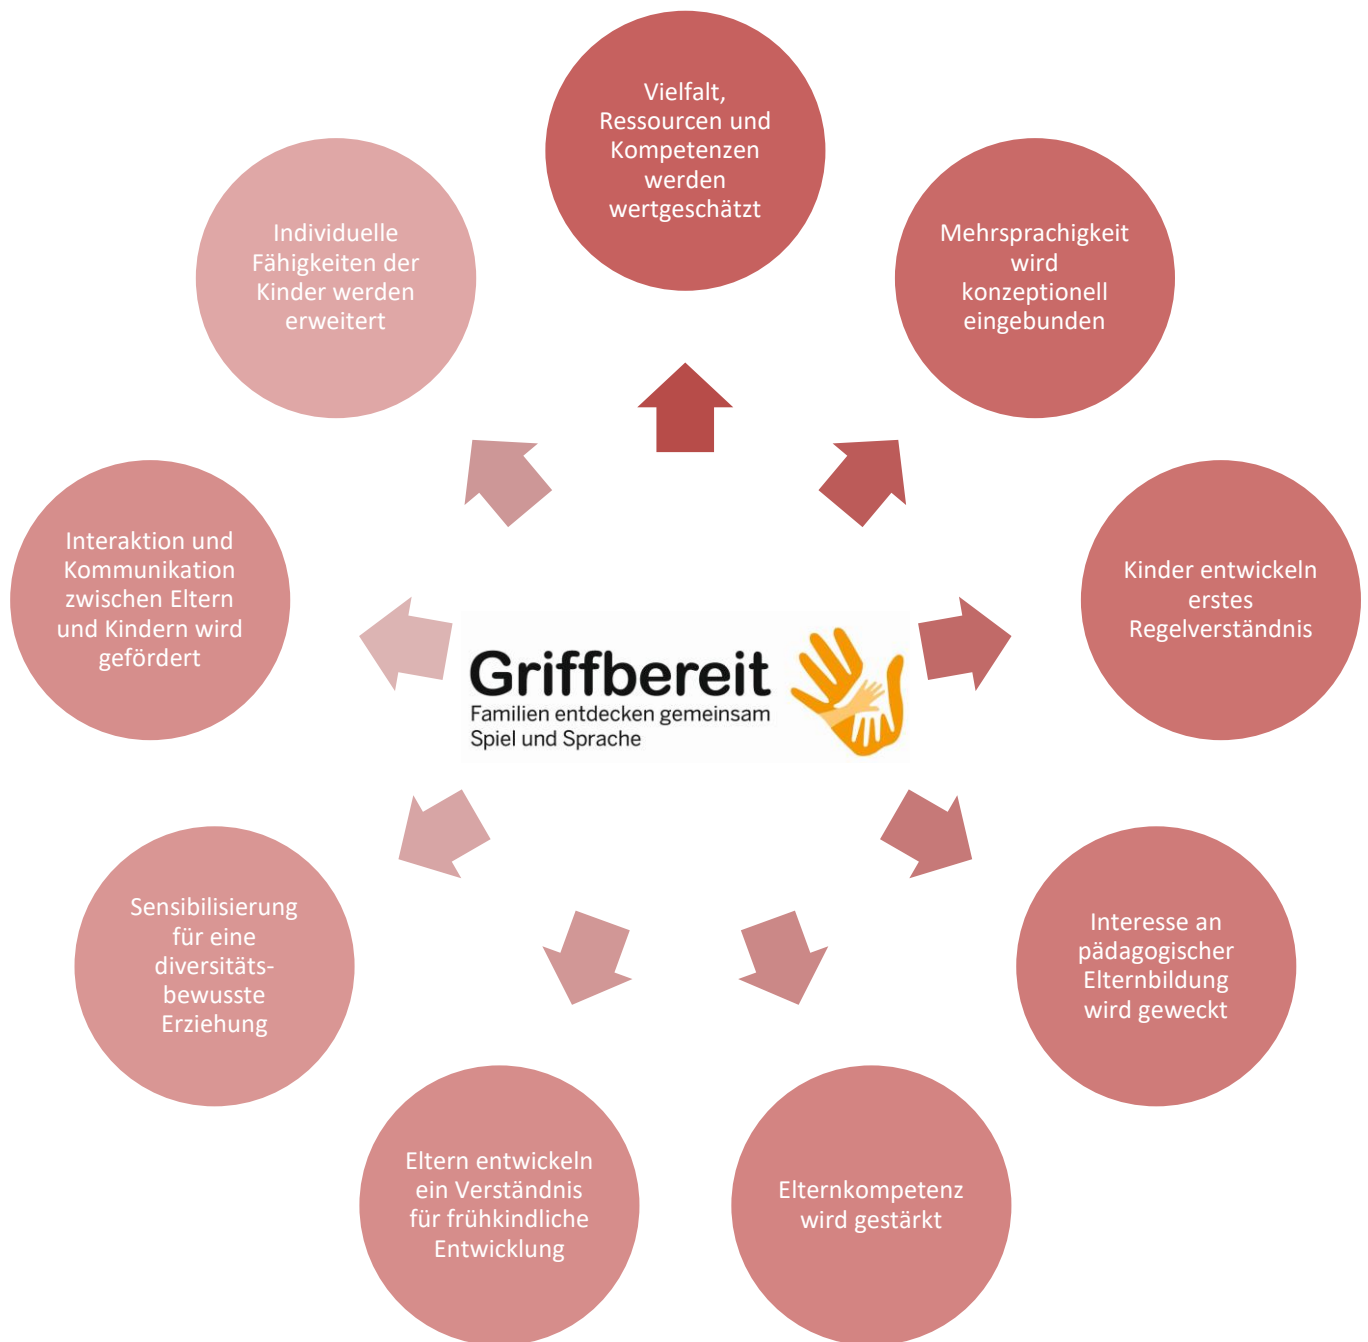 Vielfalt,
Ressourcen und
Kompetenzen
werden
wertgeschätzt
Mehrsprachigkeit
wird
konzeptionell
eingebunden
Kinder entwickeln
erstes
Regelverständnis
Interesse an
pädagogischer
Elternbildung
wird geweckt
Elternkompetenz
wird gestärkt
Eltern entwickeln
ein Verständnis
für frühkindliche
Entwicklung
Sensibilisierung
für eine
diversitäts-
bewusste
Erziehung
Interaktion und
Kommunikation
zwischen Eltern
und Kindern wird
gefördert
Individuelle
Fähigkeiten der
Kinder werden
erweitert
Griffbereit
Familien entdecken gemeinsam
Spiel und Sprache